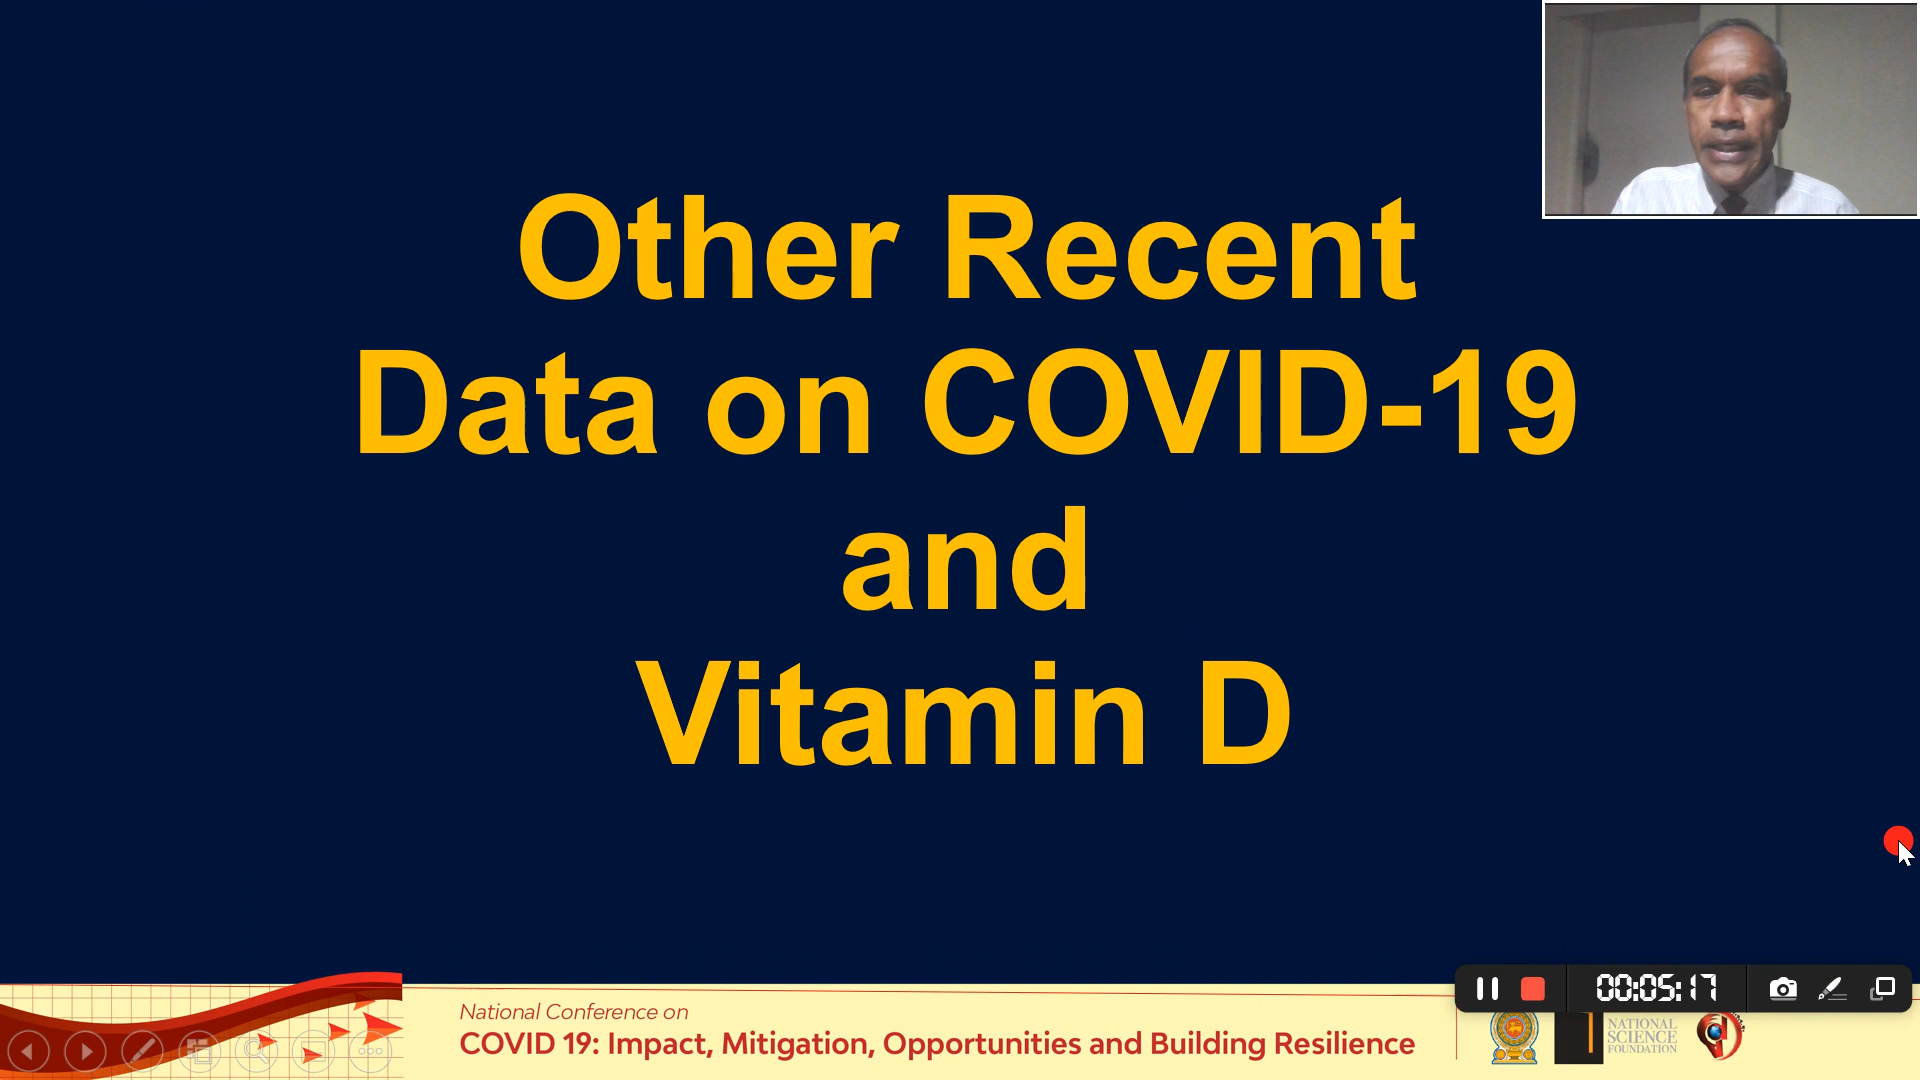 Other Recent
Data on COVID-19
and
Vitamin D
00:05:17
National Conference on
COVID 19: Impact, Mitigation, Opportunities and Building Resilience
NATIONAL
SCIENCE
FOUNDATION